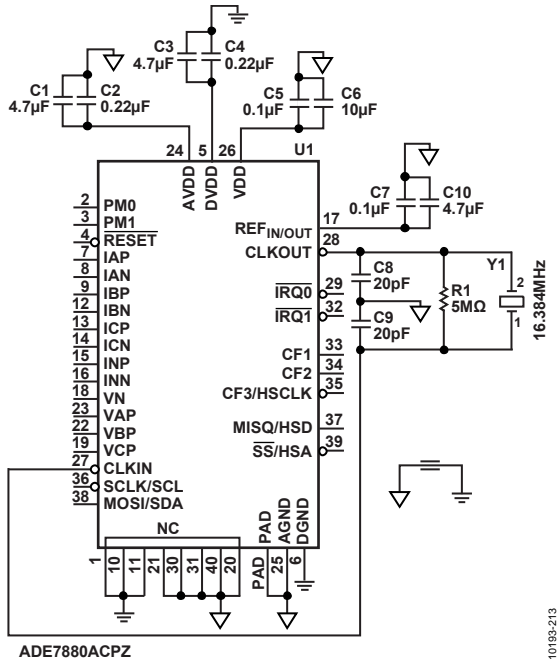 C3
4.7µF
C4
0.22µF
C1
4.7µF
C2
0.22µF
C5
0.1µF
C6
10µF
24
5
26
U1
AVDD
DVDD
VDD
C7
0.1µF
C10
4.7µF
2
PM0
3
PM1
4
RESET
7
IAP
8
IAN
9
IBP
12
IBN
13
ICP
14
ICN
15
INP
16
INN
18
VN
23
VAP
22
VBP
19
VCP
27
CLKIN
36
SCLK/SCL
38
MOSI/SDA
REFIN/OUT
17
CLKOUT
28
IRQ0
29
IRQ1
32
CF1
33
CF2
34
CF3/HSCLK
35
MISQ/HSD
37
SS/HSA
39
C8
20pF
C9
20pF
R1
5MΩ
Y1
2
1
16.384MHz
NC
PAD
AGND
DGND
1
10
11
21
30
31
40
20
PAD
25
6
ADE7880ACPZ
10193-213